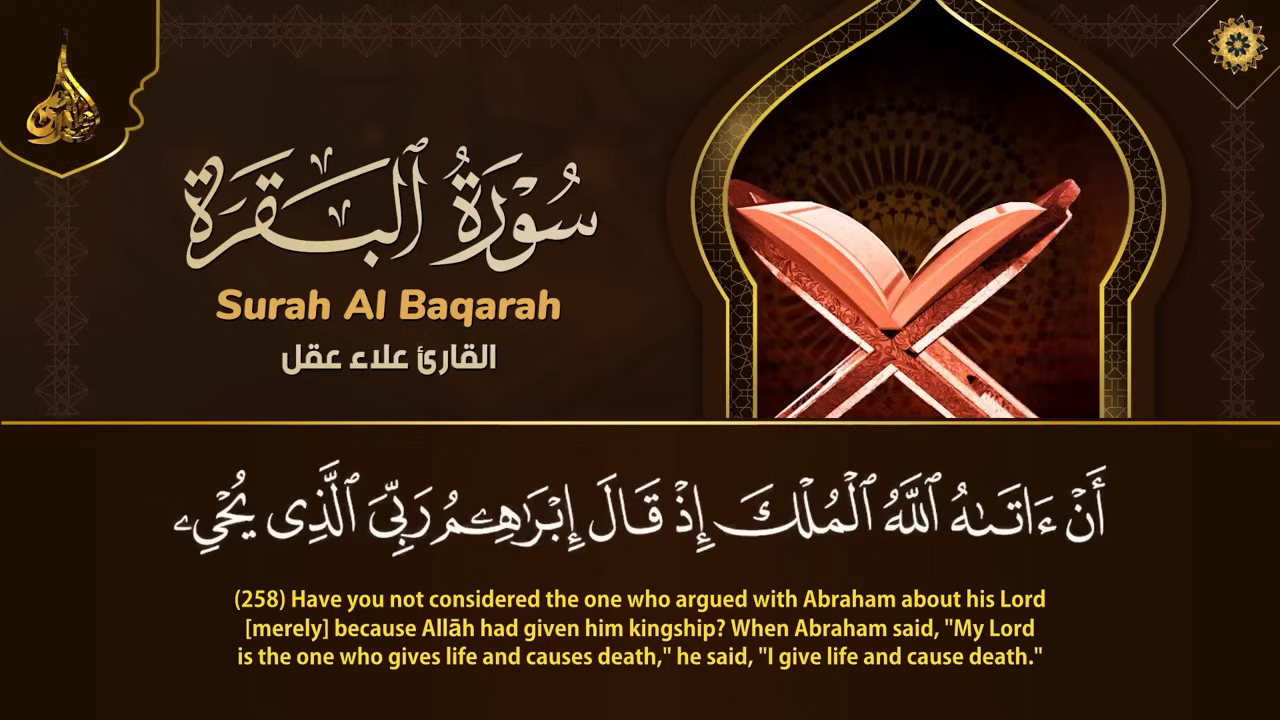 سُورَةُ ٱلْبَقَرَة
Surah Al Baqarah
القارئ علاء عقل
أَنْ ءَاتَىٰهُ ٱللَّهُ ٱلْمُلْكَ إِذْ قَالَ إِبْرَٰهِـۧمُ رَبِّىَ ٱلَّذِى يُحْىِۦ
(258) Have you not considered the one who argued with Abraham about his Lord
[merely] because Allāh had given him kingship? When Abraham said, "My Lord
is the one who gives life and causes death," he said, "I give life and cause death."